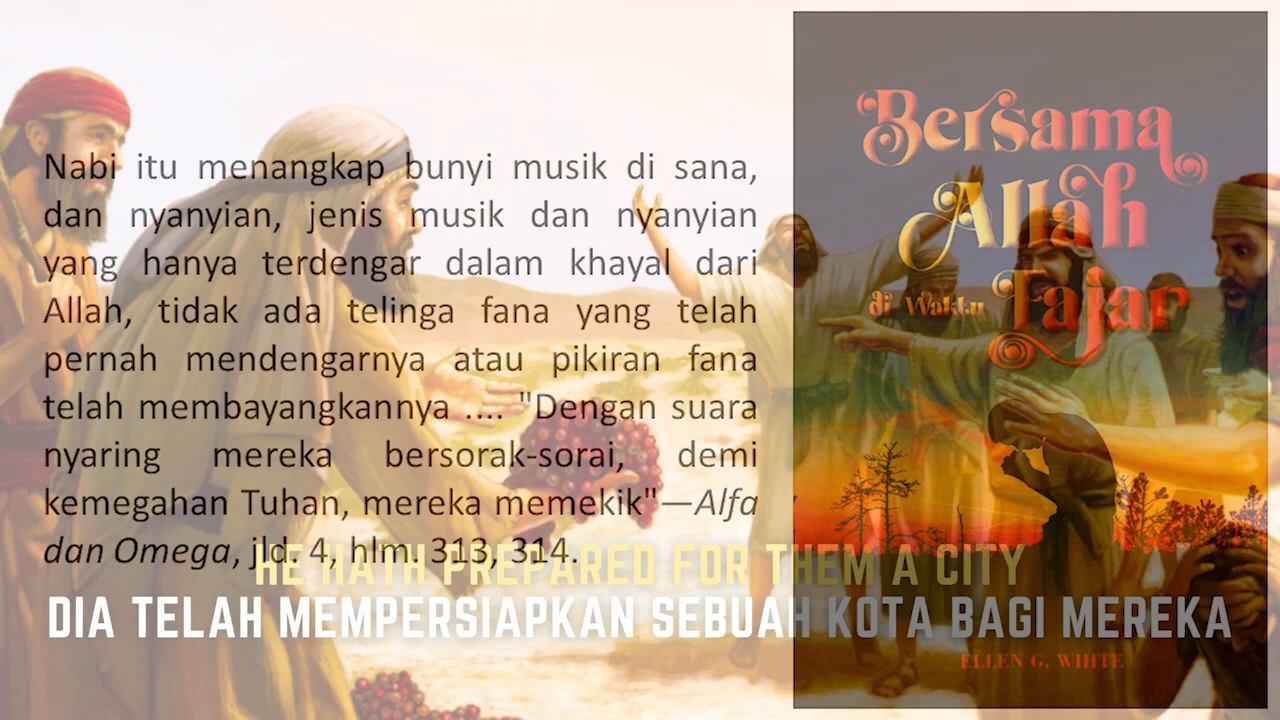 Nabi itu menangkap bunyi musik di sana,
dan nyanyian, jenis musik dan nyanyian
yang hanya terdengar dalam khayal dari
Allah, tidak ada telinga fana yang telah
pernah mendengarnya atau pikiran fana
telah membayangkannya .... "Dengan suara
nyaring mereka bersorak-sorai, demi
kemegahan Tuhan, mereka memekik"—Alfa
dan Omega, jld. 4, hlm. 313, 314.
HE HATH PREPARED FOR THEM A CITY
DIA TELAH MEMPERSIAPKAN SEBUAH KOTA BAGI MEREKA
Bersama
Allah
di Waktu Fajar
ELLEN G. WHITE